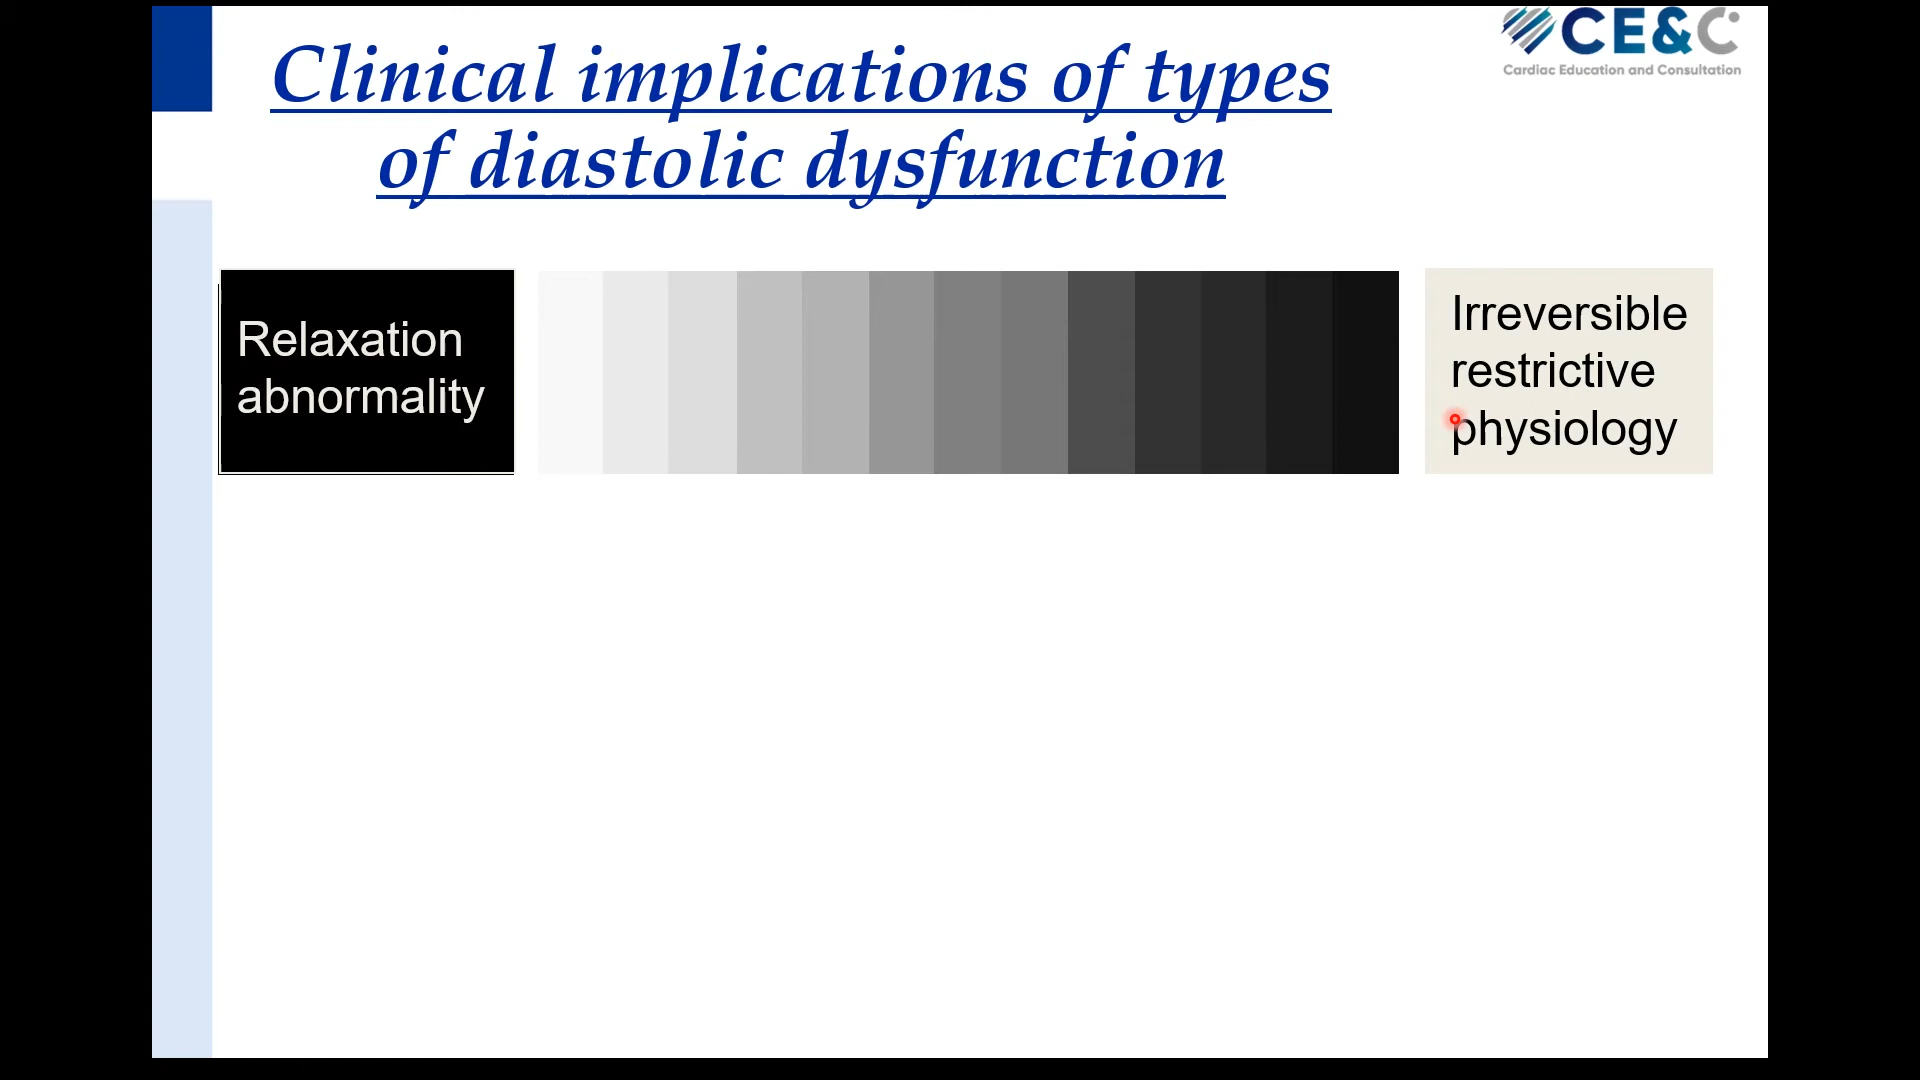 CE&C
Cardiac Education and Consultation
Clinical implications of types
of diastolic dysfunction
Relaxation
abnormality
Irreversible
restrictive
physiology